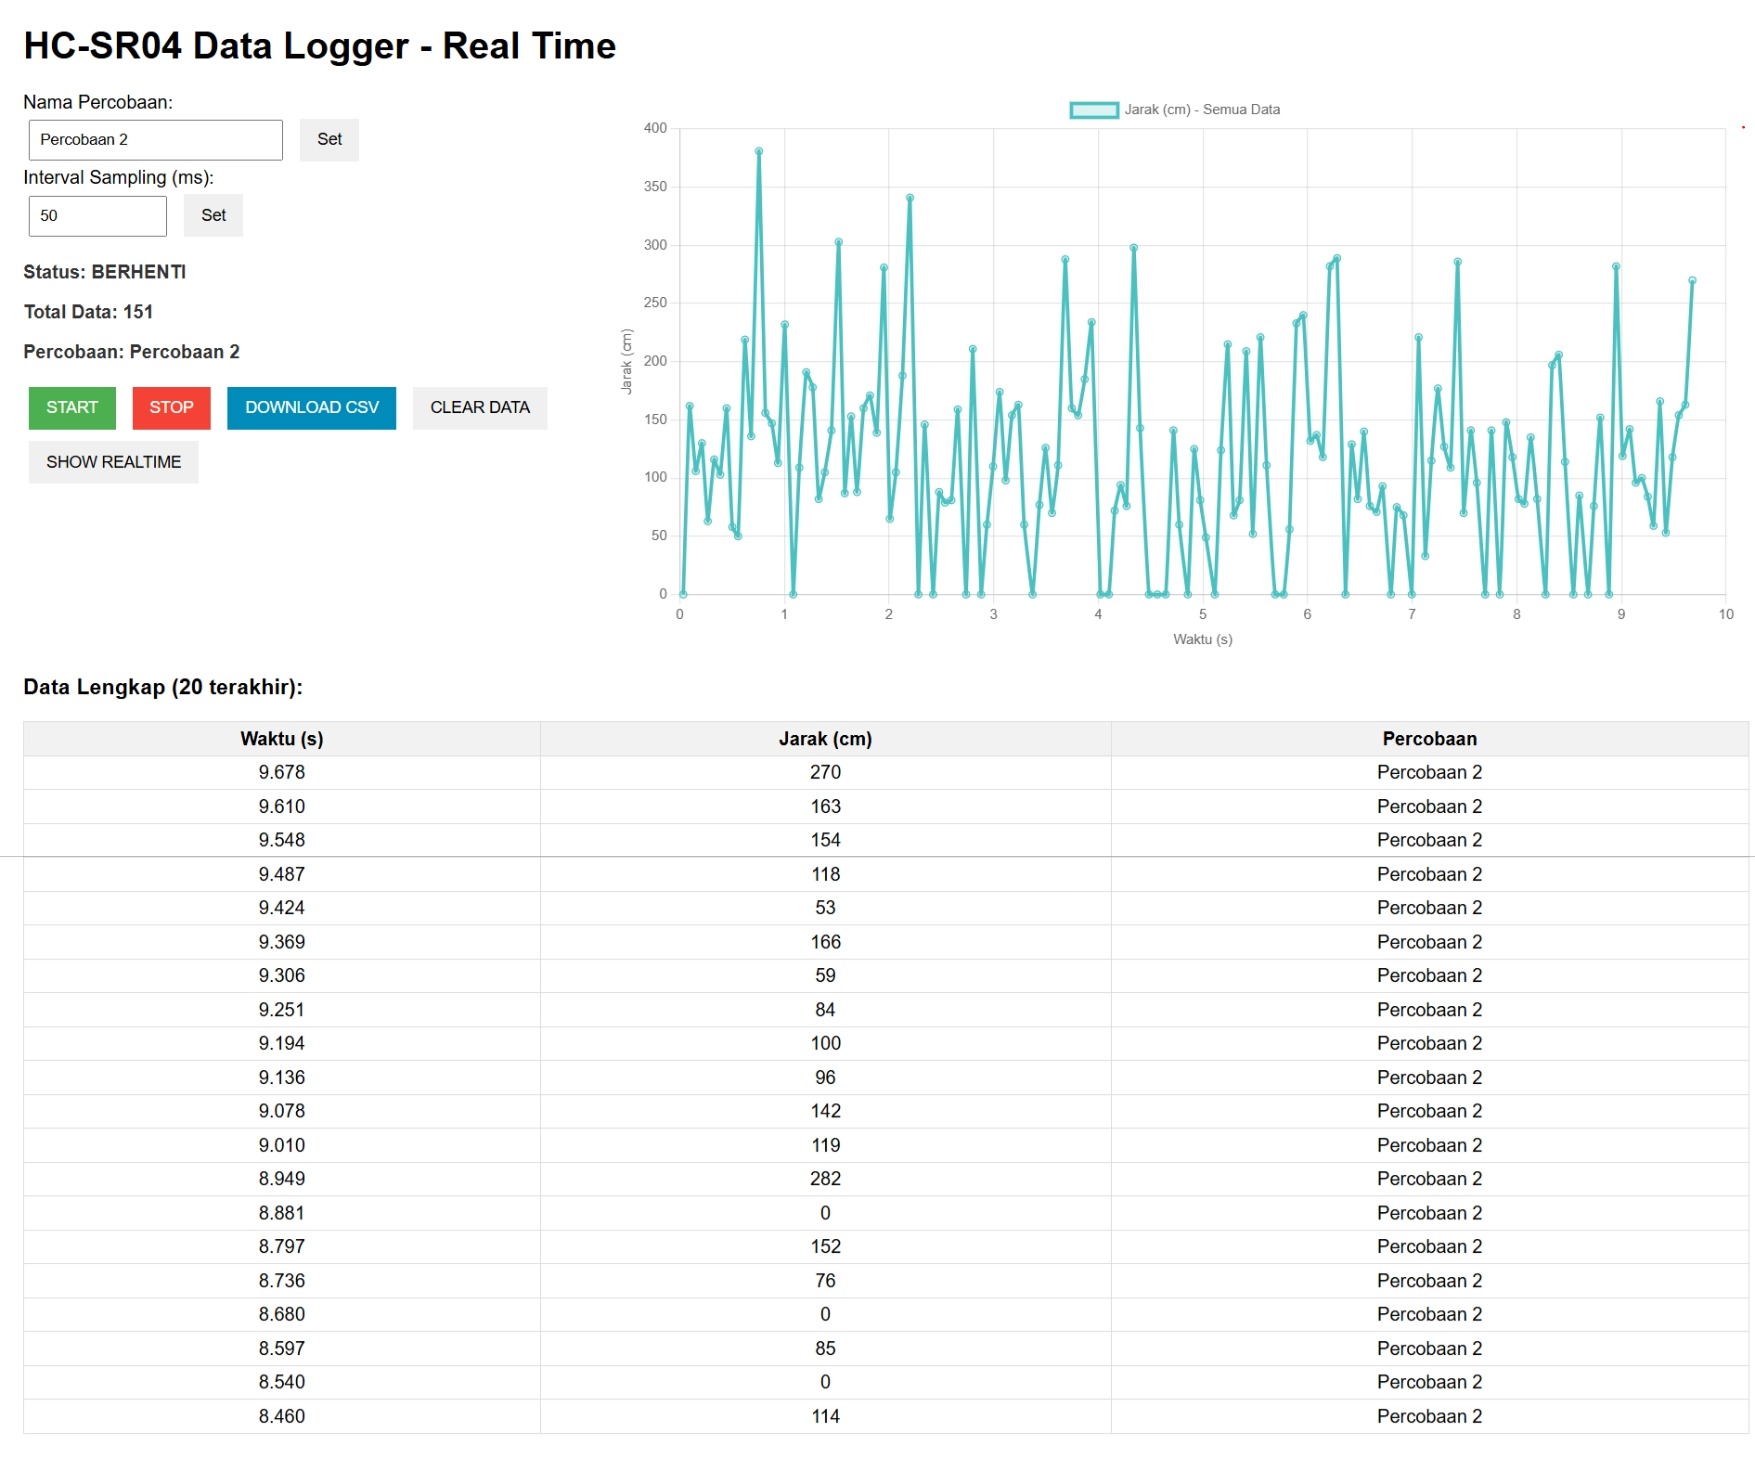 HC-SR04 Data Logger - Real Time
Nama Percobaan:
Percobaan 2 Set
Interval Sampling (ms):
50 Set
Status: BERHENTI
Total Data: 151
Percobaan: Percobaan 2
START STOP DOWNLOAD CSV CLEAR DATA
SHOW REALTIME
Jarak (cm) - Semua Data
Jarak (cm)
400
350
300
250
200
150
100
50
0
0 1 2 3 4 5 6 7 8 9 10
Waktu (s)
Data Lengkap (20 terakhir):
Waktu (s) Jarak (cm) Percobaan
9.678 270 Percobaan 2
9.610 163 Percobaan 2
9.548 154 Percobaan 2
9.487 118 Percobaan 2
9.424 53 Percobaan 2
9.369 166 Percobaan 2
9.306 59 Percobaan 2
9.251 84 Percobaan 2
9.194 100 Percobaan 2
9.136 96 Percobaan 2
9.078 142 Percobaan 2
9.010 119 Percobaan 2
8.949 282 Percobaan 2
8.881 0 Percobaan 2
8.797 152 Percobaan 2
8.736 76 Percobaan 2
8.680 0 Percobaan 2
8.597 85 Percobaan 2
8.540 0 Percobaan 2
8.460 114 Percobaan 2